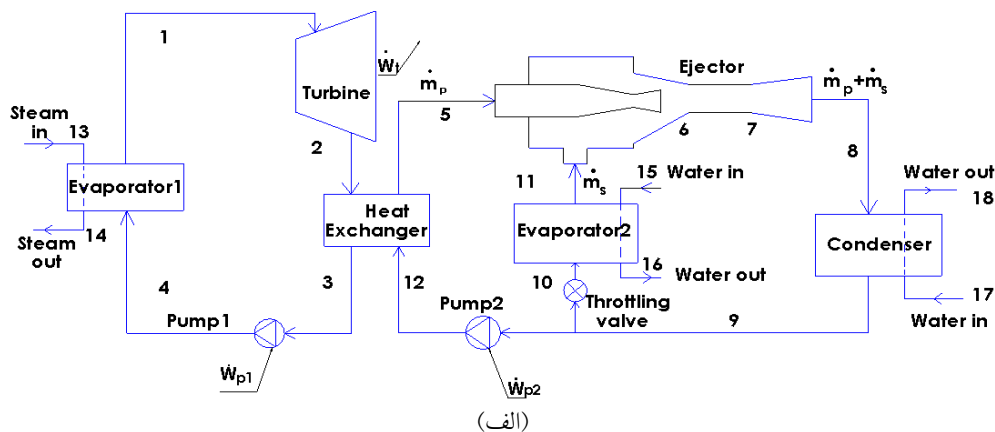 1
Ẇt
Turbine
ṁp
5
Ejector
ṁp+ṁs
Steam
in
13
2
6
7
8
Evaporator1
11
ṁs
15
Water in
Water out
18
Heat
Exchanger
Evaporator2
Condenser
Steam
out
14
4
3
12
10
16
Water out
17
Pump1
Pump2
Throttling
valve
9
Water in
Ẇp1
Ẇp2
(الف)